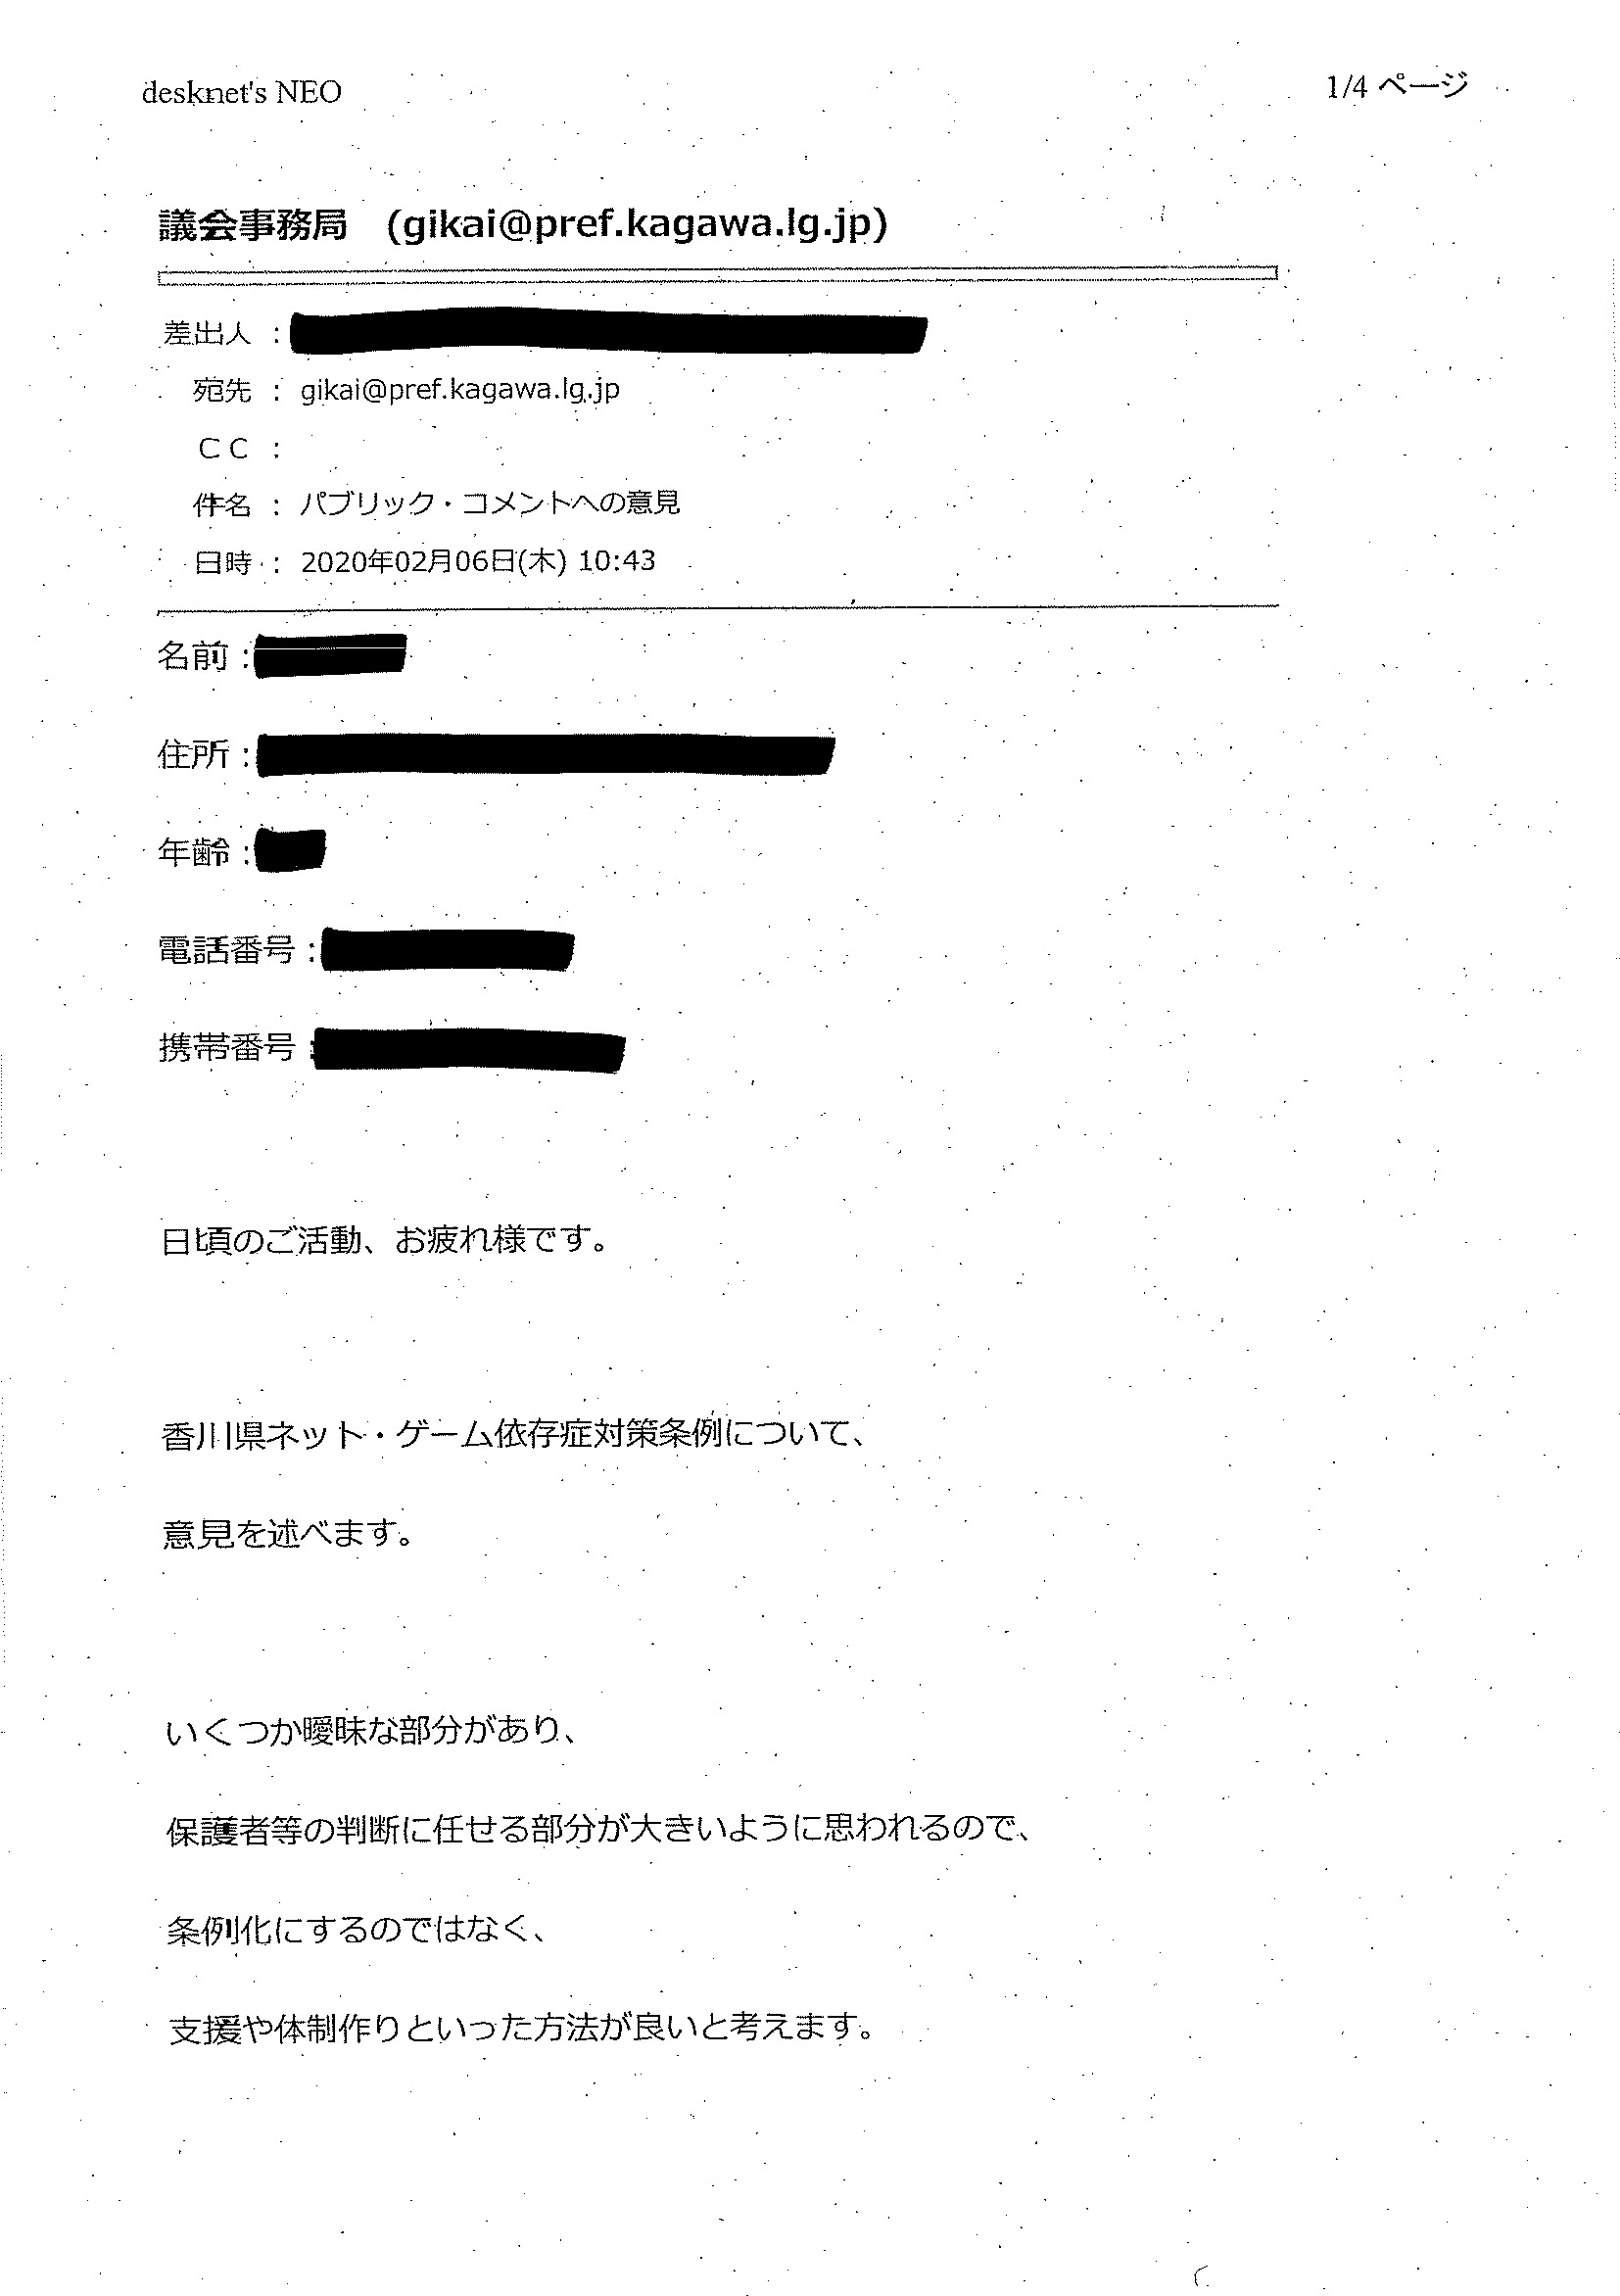 desknet's NEO
1/4 ページ
議会事務局　(gikai@pref.kagawa.lg.jp)
差出人 :
宛先 : gikai@pref.kagawa.lg.jp
ＣＣ :
件名 : パブリック・コメントへの意見
日時 : 2020年02月06日(木) 10:43
名前 :
住所 :
年齢 :
電話番号 :
携帯番号 :
日頃のご活動、お疲れ様です。
香川県ネット・ゲーム依存症対策条例について、
意見を述べます。
いくつか曖昧な部分があり、
保護者等の判断に任せる部分が大きいように思われるので、
条例化にするのではなく、
支援や体制作りといった方法が良いと考えます。